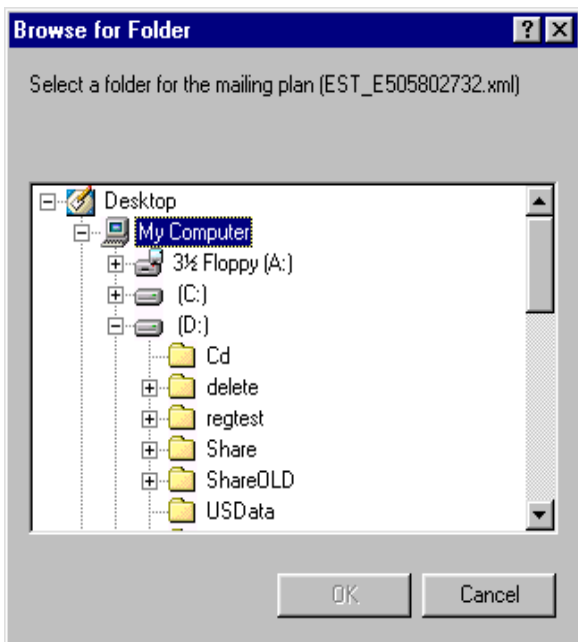 Browse for Folder
Select a folder for the mailing plan (EST_E505802732.xml)
Desktop
My Computer
3½ Floppy (A:)
(C:)
(D:)
Cd
delete
regtest
Share
ShareOLD
USData
OK Cancel